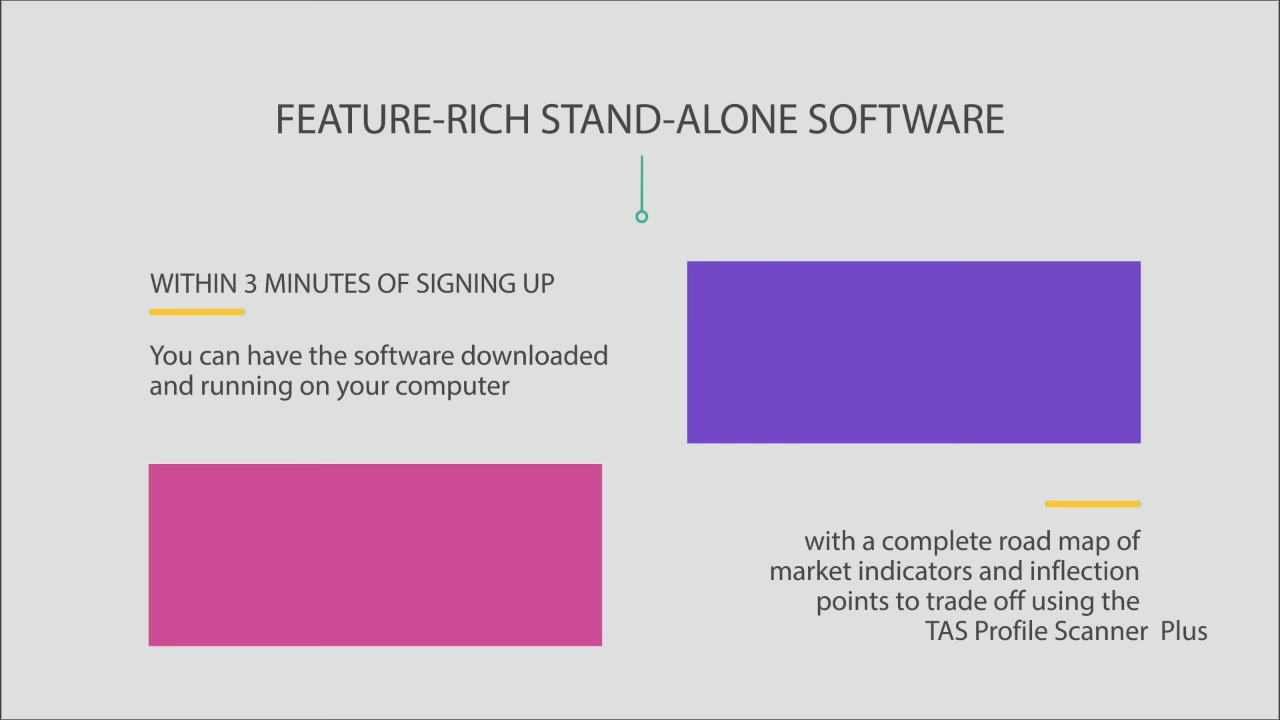 FEATURE-RICH STAND-ALONE SOFTWARE
WITHIN 3 MINUTES OF SIGNING UP
You can have the software downloaded
and running on your computer
with a complete road map of
market indicators and inflection
points to trade off using the
TAS Profile Scanner Plus